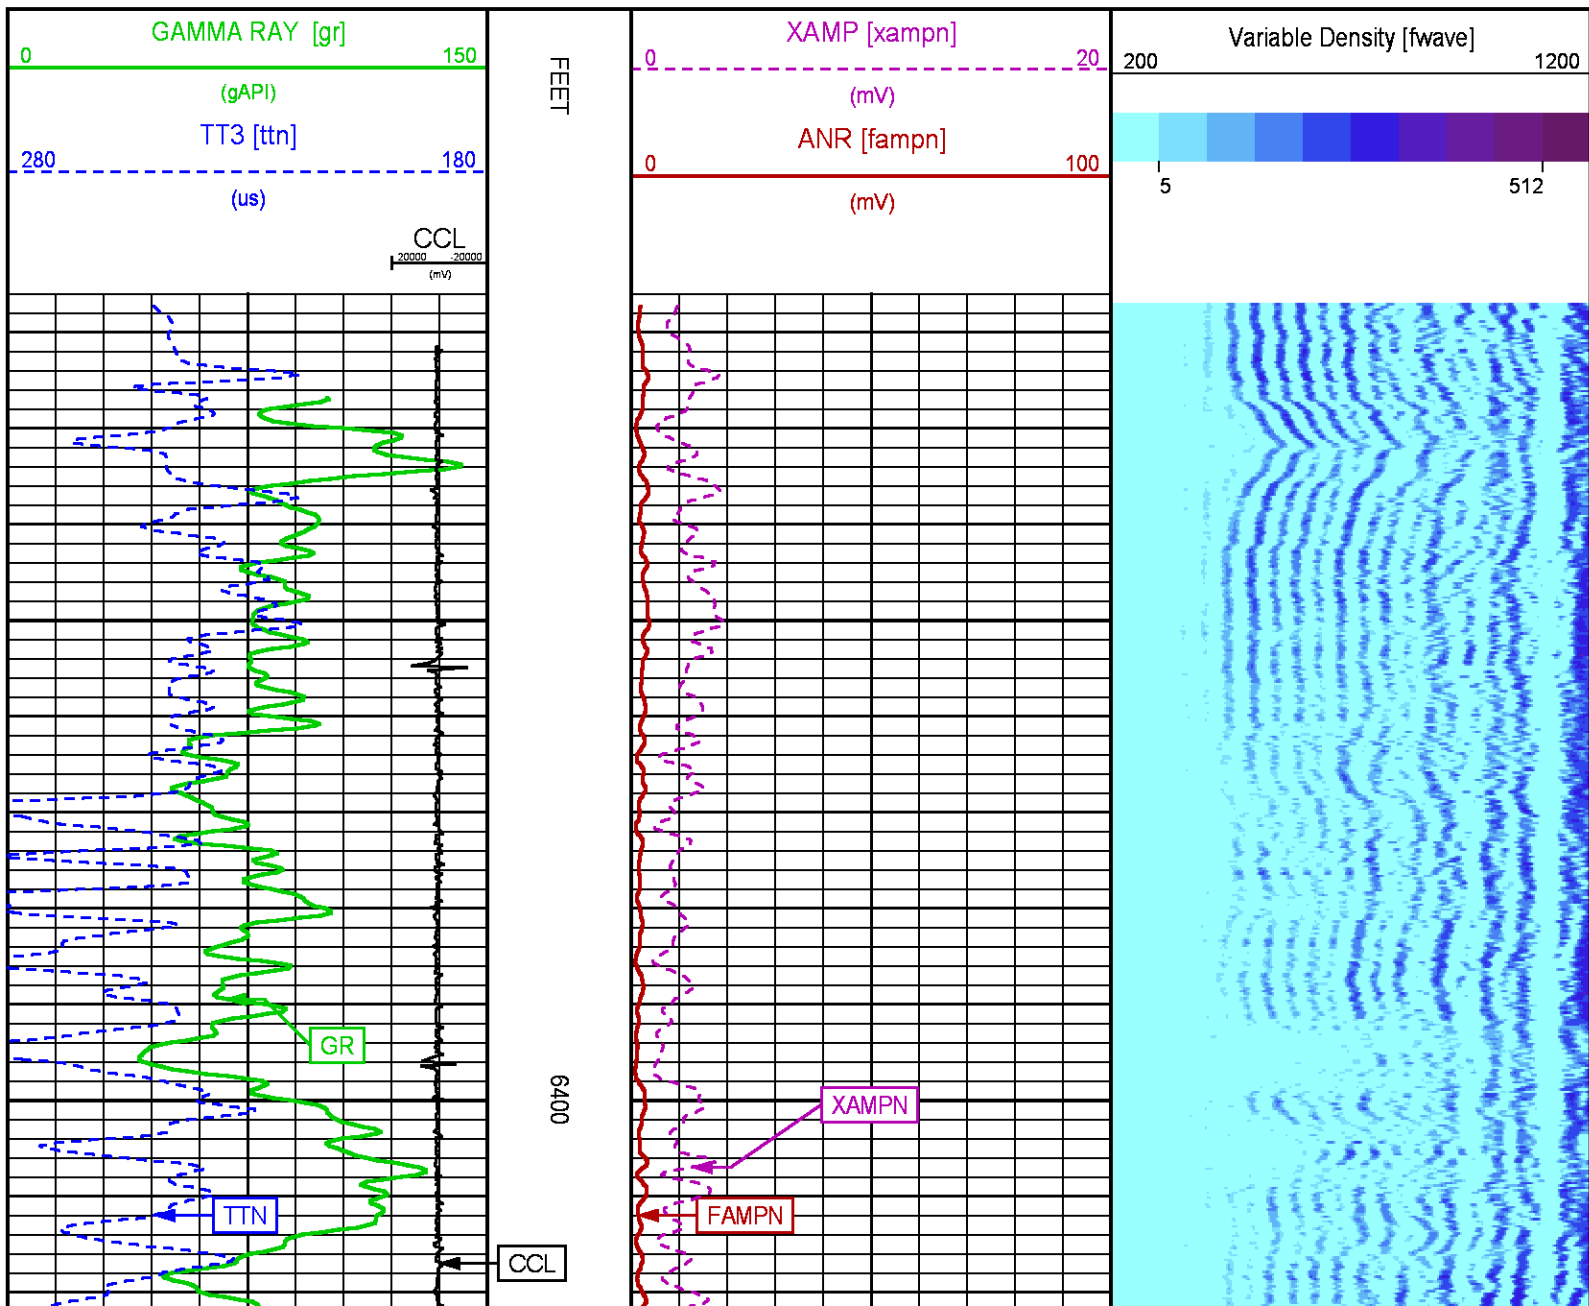 GAMMA RAY [gr]
0 150
(gAPI)
TT3 [ttn]
280 180
(us)
CCL
20000 -20000
(mV)
FEET
XAMP [xampn]
0 20
(mV)
ANR [fampn]
0 100
(mV)
Variable Density [fwave]
200 1200
5 512
GR
6400
XAMPN
TTN
FAMPN
CCL